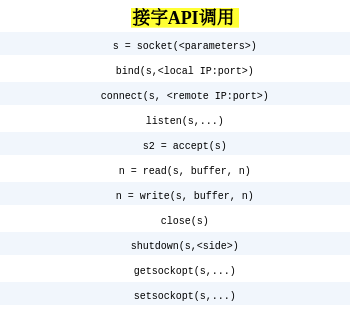 接字API调用
s = socket(<parameters>)
bind(s,<local IP:port>)
connect(s, <remote IP:port>)
listen(s,...)
s2 = accept(s)
n = read(s, buffer, n)
n = write(s, buffer, n)
close(s)
shutdown(s,<side>)
getsockopt(s,...)
setsockopt(s,...)